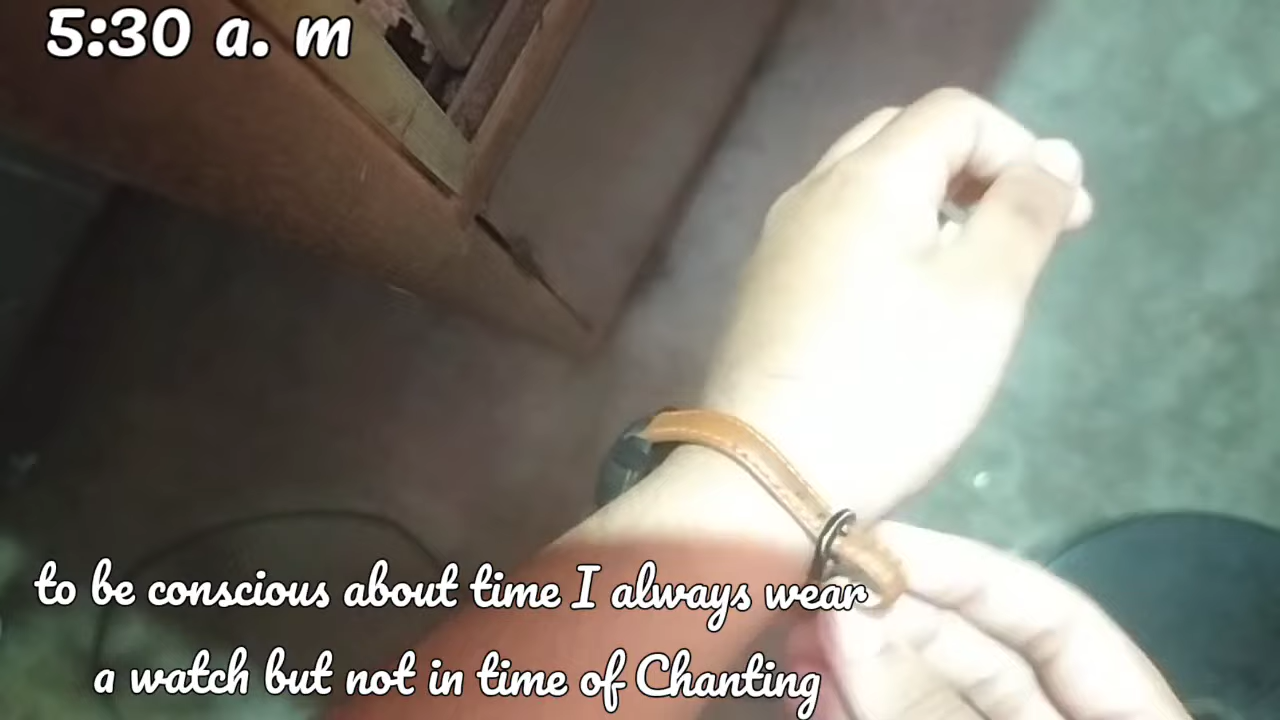 5:30 a. m
to be conscious about time I always wear
a watch but not in time of Chanting